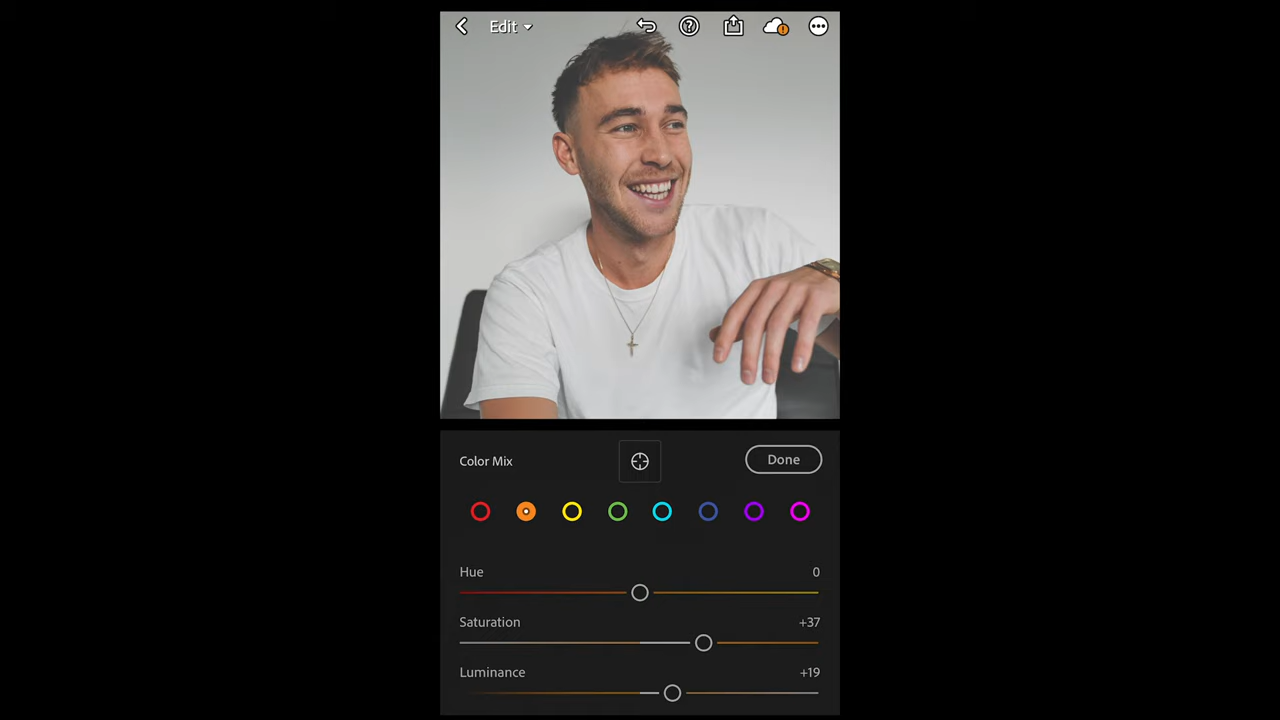 Edit
Color Mix
Done
Hue 0
Saturation +37
Luminance +19